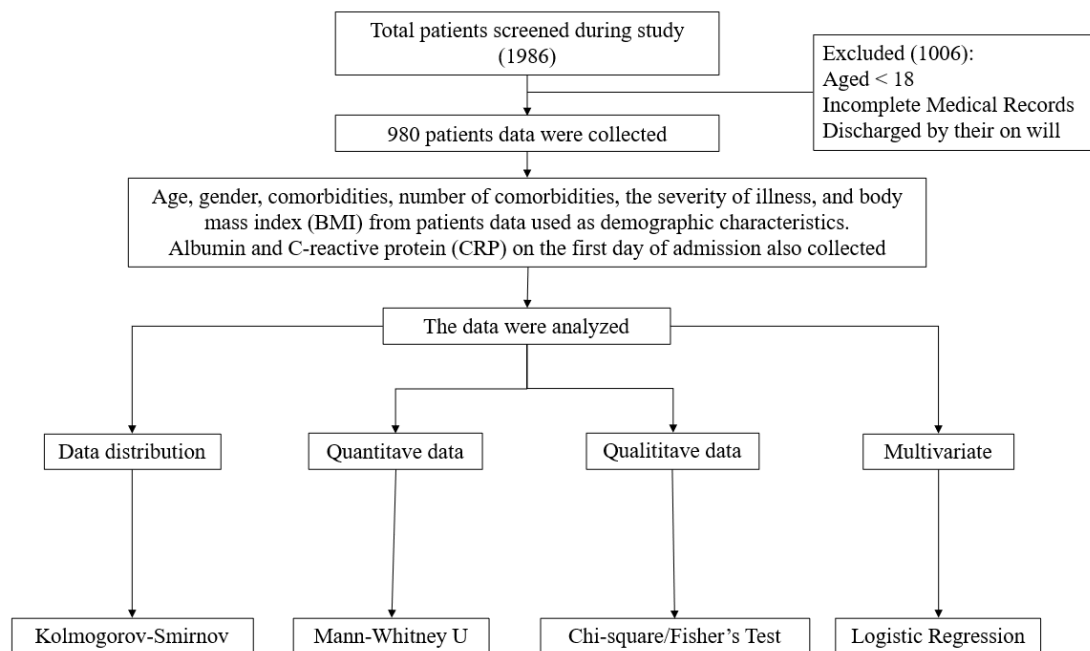 Total patients screened during study
(1986)
Excluded (1006):
Aged < 18
Incomplete Medical Records
Discharged by their on will
980 patients data were collected
Age, gender, comorbidities, number of comorbidities, the severity of illness, and body
mass index (BMI) from patients data used as demographic characteristics.
Albumin and C-reactive protein (CRP) on the first day of admission also collected
The data were analyzed
Data distribution
Quantitave data
Qualititave data
Multivariate
Kolmogorov-Smirnov
Mann-Whitney U
Chi-square/Fisher's Test
Logistic Regression